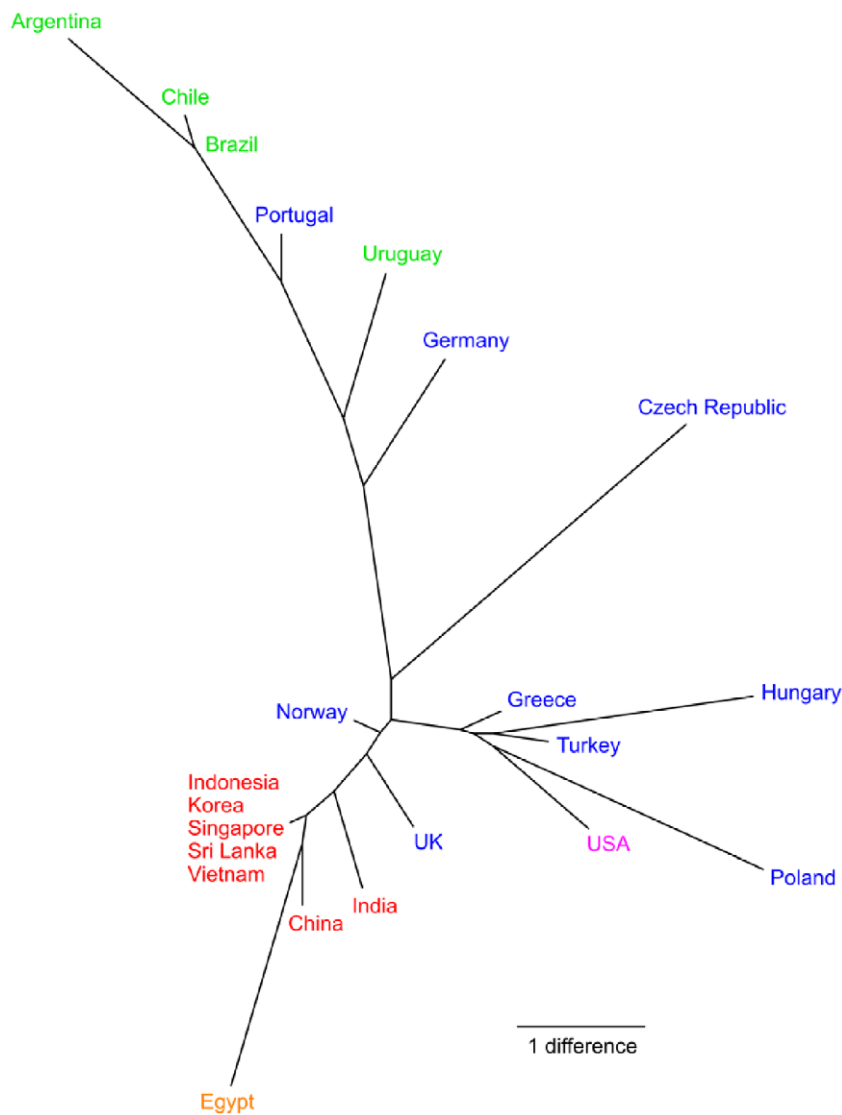 Argentina
Chile
Brazil
Portugal
Uruguay
Germany
Czech Republic
Hungary
Greece
Norway
Turkey
Indonesia
Korea
Singapore
Sri Lanka
Vietnam
UK
USA
Poland
India
China
1 difference
Egypt